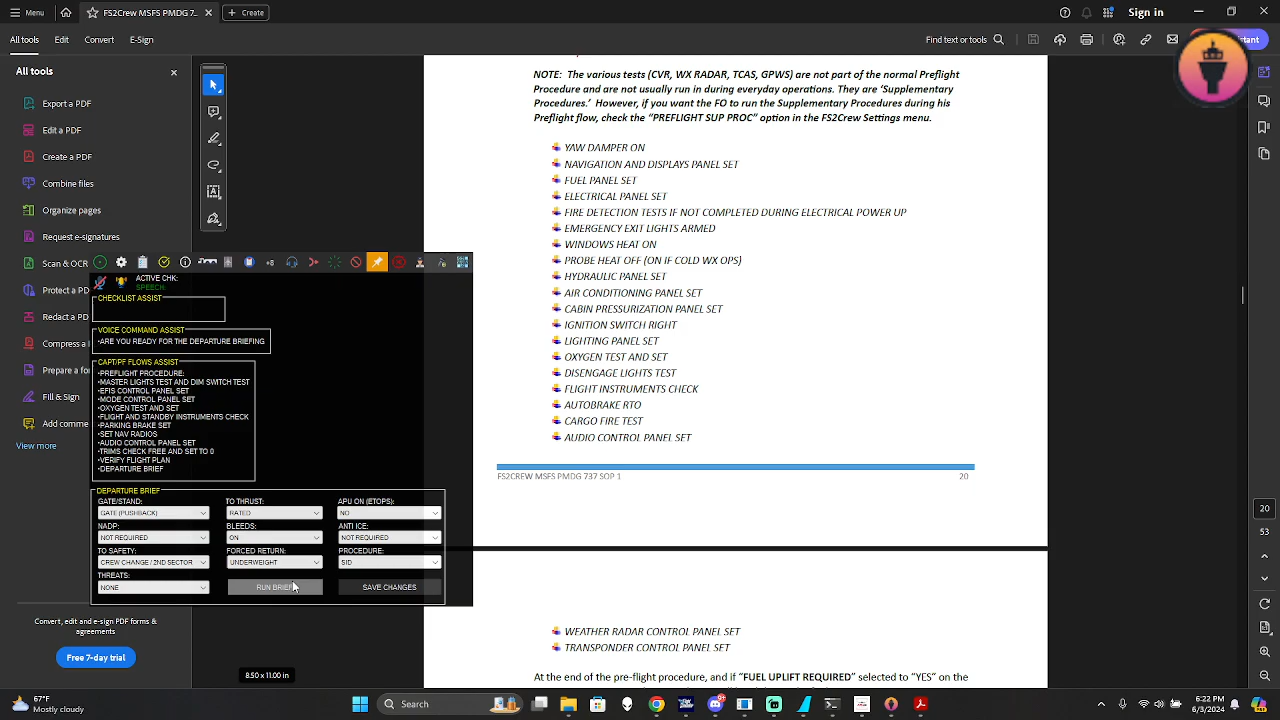 Menu
FS2Crew MSFS PMDG 7...
Create
Sign in
All tools
Edit
Convert
E-Sign
Find text or tools
All tools
Edit a PDF
Create a PDF
Organize pages
Scan & OCR
Protect a PD
Redact a PD
Compress a
Prepare a for
Fill & Sign
Add comme
View more
Convert, edit and e-sign PDF forms &
agreements
Free 7-day trial
8.50 x 11.00 in
NOTE: The various tests (CVR, WX RADAR, TCAS, GPWS) are not part of the normal Preflight
Procedure and are not usually run in during everyday operations. They are ‘Supplementary
Procedures.’ However, if you want the FO to run the Supplementary Procedures during his
Preflight flow, check the “PREFLIGHT SUP PROC” option in the FS2Crew Settings menu.
YAW DAMPER ON
NAVIGATION AND DISPLAYS PANEL SET
FUEL PANEL SET
ELECTRICAL PANEL SET
FIRE DETECTION TESTS IF NOT COMPLETED DURING ELECTRICAL POWER UP
EMERGENCY EXIT LIGHTS ARMED
WINDOWS HEAT ON
PROBE HEAT OFF (ON IF COLD WX OPS)
HYDRAULIC PANEL SET
AIR CONDITIONING PANEL SET
CABIN PRESSURIZATION PANEL SET
IGNITION SWITCH RIGHT
LIGHTING PANEL SET
OXYGEN TEST AND SET
DISENGAGE LIGHTS TEST
FLIGHT INSTRUMENTS CHECK
AUTOBRAKE RTO
CARGO FIRE TEST
AUDIO CONTROL PANEL SET
FS2CREW MSFS PMDG 737 SOP 1
20
WEATHER RADAR CONTROL PANEL SET
TRANSPONDER CONTROL PANEL SET
At the end of the pre-flight procedure, and if “FUEL UPLIFT REQUIRED” selected to “YES” on the
ACTIVE CHK:
SPEECH:
CHECKLIST ASSIST
VOICE COMMAND ASSIST
•ARE YOU READY FOR THE DEPARTURE BRIEFING
CAPT/PF FLOWS ASSIST
•PREFLIGHT PROCEDURE:
•MASTER LIGHTS TEST AND DIM SWITCH TEST
•EFIS CONTROL PANEL SET
•MODE CONTROL PANEL SET
•OXYGEN TEST AND SET
•FLIGHT AND STANDBY INSTRUMENTS CHECK
•PARKING BRAKE SET
•SET NAV RADIOS
•AUDIO CONTROL PANEL SET
•TRIMS CHECK FREE AND SET TO 0
•VERIFY FLIGHT PLAN
•DEPARTURE BRIEF
DEPARTURE BRIEF
GATE/STAND: TO THRUST: APU ON (ETOPS):
GATE (PUSHBACK) RATED NO
NADP: BLEEDS: ANTI ICE:
NOT REQUIRED ON NOT REQUIRED
TO SAFETY: FORCED RETURN: PROCEDURE:
CREW CHANGE / 2ND SECTOR UNDERWEIGHT SID
THREATS:
NONE RUN BRIEF SAVE CHANGES
20
53
57°F
Mostly cloudy
Search
6:22 PM
6/3/2024